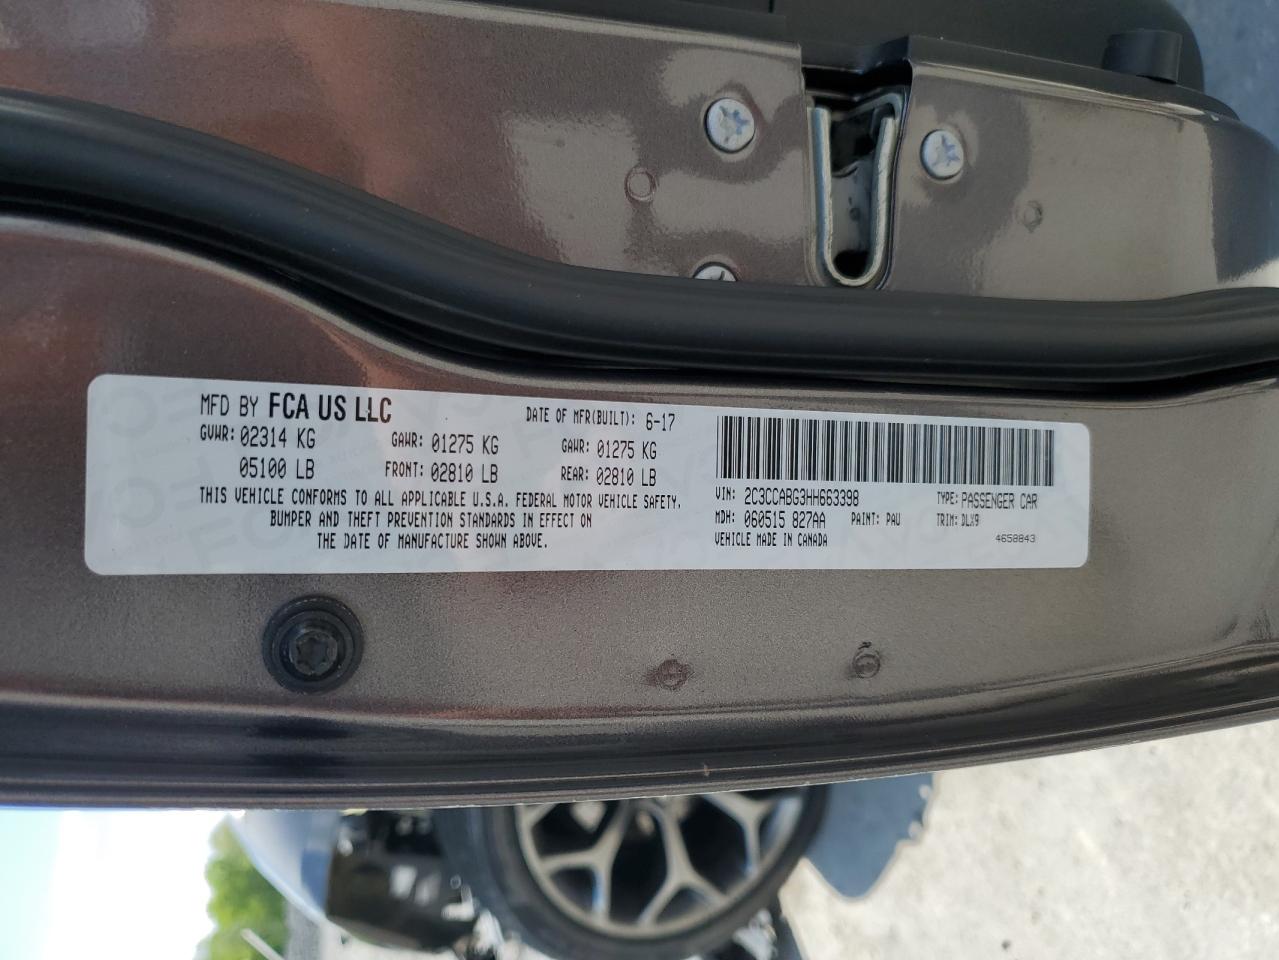 MFD BY FCA US LLC DATE OF MFR(BUILT): 6-17
GVWR: 02314 KG GAWR: 01275 KG GAWR: 01275 KG
05100 LB FRONT: 02810 LB REAR: 02810 LB
THIS VEHICLE CONFORMS TO ALL APPLICABLE U.S.A. FEDERAL MOTOR VEHICLE SAFETY,
BUMPER AND THEFT PREVENTION STANDARDS IN EFFECT ON
THE DATE OF MANUFACTURE SHOWN ABOVE.
VIN: 2C3CCABG3HH663398 TYPE: PASSENGER CAR
MDH: 060515 827AA PAINT: PAU TRIM: DLX9
VEHICLE MADE IN CANADA 4658843